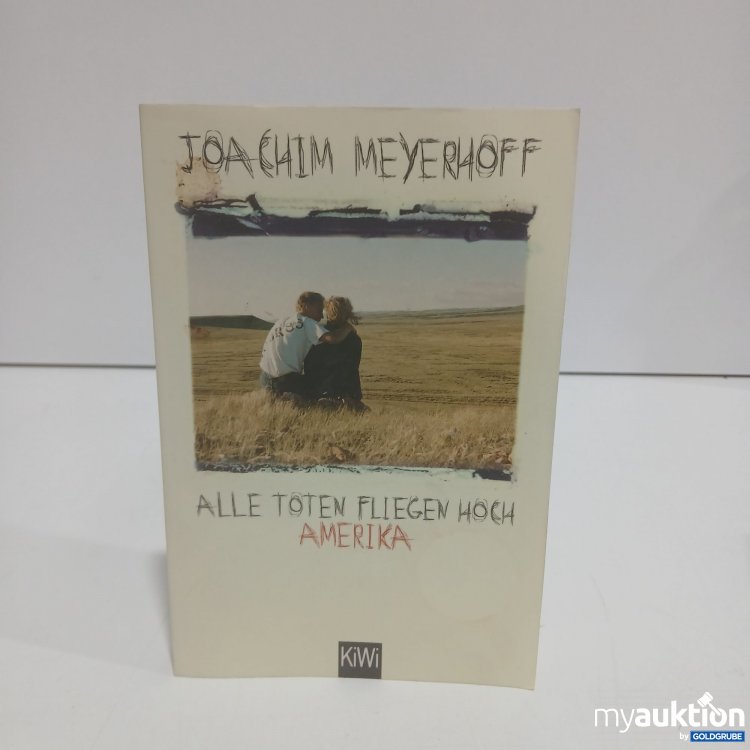 JOACHIM MEYERHOFF
ALLE TOTEN FLIEGEN HOCH
AMERIKA
KiWi
myauktion
by GOLDGRUBE